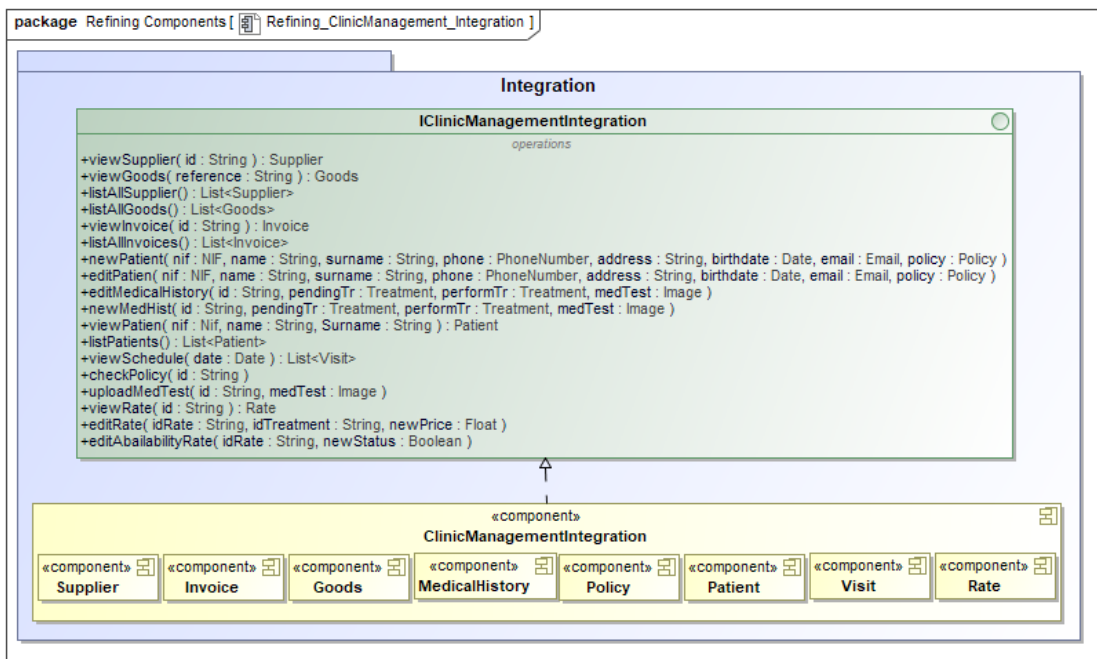 package Refining Components [ Refining_ClinicManagement_Integration ]
Integration
IClinicManagementIntegration
operations
+viewSupplier( id : String ) : Supplier
+viewGoods( reference : String ) : Goods
+listAllSupplier() : List<Supplier>
+listAllGoods() : List<Goods>
+viewInvoice( id : String ) : Invoice
+listAllInvoices() : List<Invoice>
+newPatient( nif : NIF, name : String, surname : String, phone : PhoneNumber, address : String, birthdate : Date, email : Email, policy : Policy )
+editPatien( nif : NIF, name : String, surname : String, phone : PhoneNumber, address : String, birthdate : Date, email : Email, policy : Policy )
+editMedicalHistory( id : String, pendingTr : Treatment, performTr : Treatment, medTest : Image )
+newMedHist( id : String, pendingTr : Treatment, performTr : Treatment, medTest : Image )
+viewPatien( nif : Nif, name : String, Surname : String ) : Patient
+listPatients() : List<Patient>
+viewSchedule( date : Date ) : List<Visit>
+checkPolicy( id : String )
+uploadMedTest( id : String, medTest : Image )
+viewRate( id : String ) : Rate
+editRate( idRate : String, idTreatment : String, newPrice : Float )
+editAbailabilityRate( idRate : String, newStatus : Boolean )
«component»
ClinicManagementIntegration
«component» «component» «component» «component» «component» «component» «component» «component»
Supplier Invoice Goods MedicalHistory Policy Patient Visit Rate